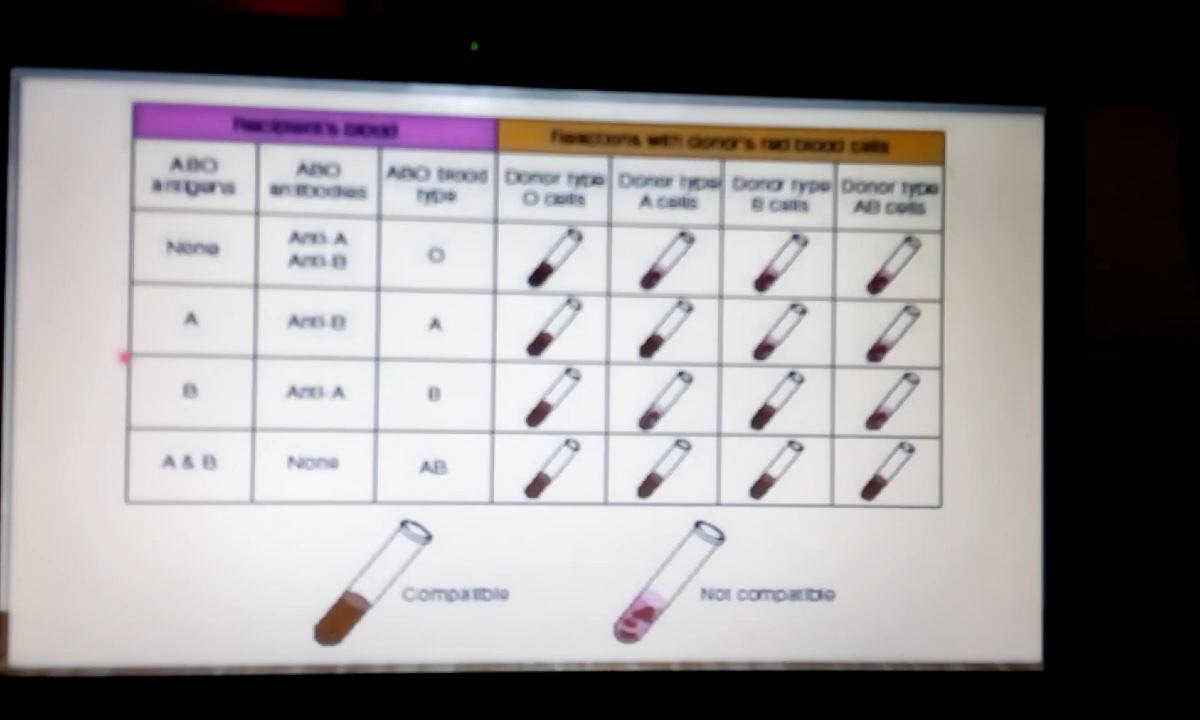 Recipient's blood
Reactions with donor's red blood cells
ABO
antigens
ABO
antibodies
ABO blood
type
Donor type
O cells
Donor type
A cells
Donor type
B cells
Donor type
AB cells
None
Anti-A
Anti-B
O
A
Anti-B
A
B
Anti-A
B
A & B
None
AB
Compatible
Not compatible